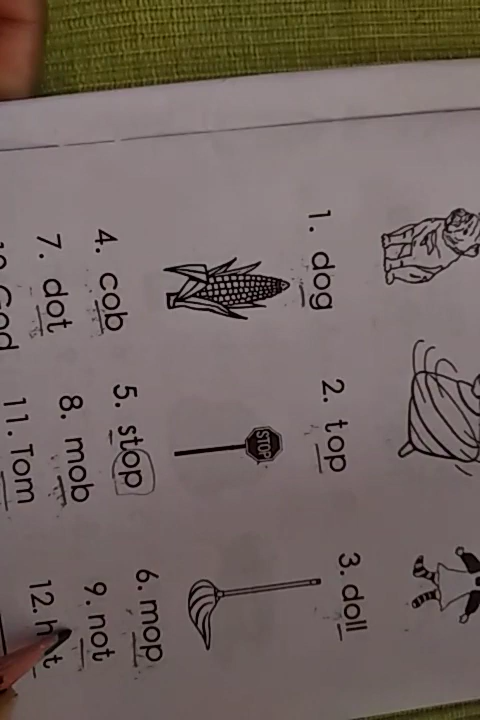 1. dog 2. top 3. doll
STOP
4. cob 5. stop 6. mop
7. dot 8. mob 9. not
God 11. Tom 12.